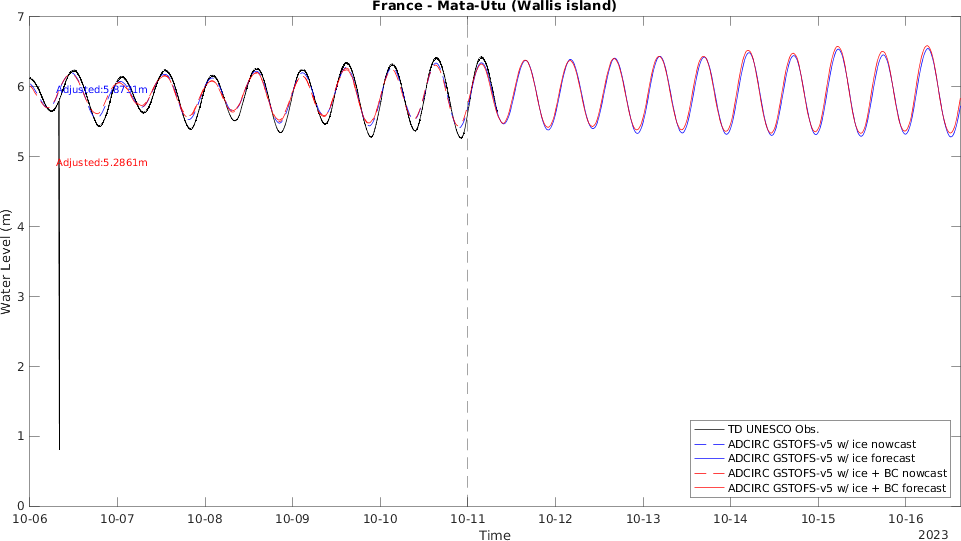 France - Mata-Utu (Wallis island)
7
6
5
4
3
2
1
0
Water Level (m)
Adjusted:5.8731m
Adjusted:5.2861m
TD UNESCO Obs.
ADCIRC GSTOFS-v5 w/ ice nowcast
ADCIRC GSTOFS-v5 w/ ice forecast
ADCIRC GSTOFS-v5 w/ ice + BC nowcast
ADCIRC GSTOFS-v5 w/ ice + BC forecast
10-06 10-07 10-08 10-09 10-10 10-11 10-12 10-13 10-14 10-15 10-16
Time
2023